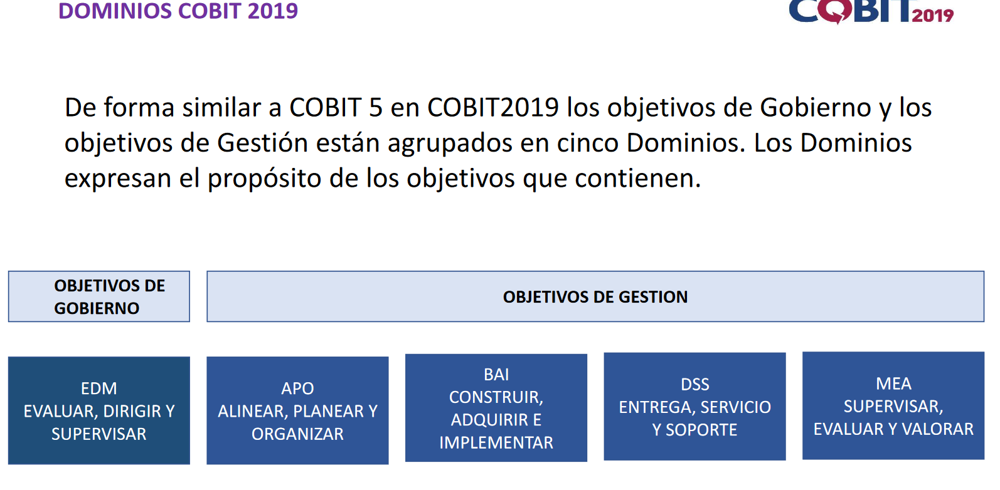 DOMINIOS COBIT 2019
COBIT 2019
De forma similar a COBIT 5 en COBIT2019 los objetivos de Gobierno y los
objetivos de Gestión están agrupados en cinco Dominios. Los Dominios
expresan el propósito de los objetivos que contienen.
OBJETIVOS DE
GOBIERNO
OBJETIVOS DE GESTION
EDM
EVALUAR, DIRIGIR Y
SUPERVISAR
APO
ALINEAR, PLANEAR Y
ORGANIZAR
BAI
CONSTRUIR,
ADQUIRIR E
IMPLEMENTAR
DSS
ENTREGA, SERVICIO
Y SOPORTE
MEA
SUPERVISAR,
EVALUAR Y VALORAR